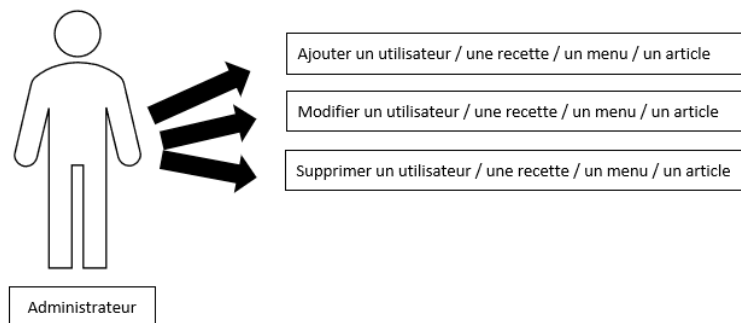 Ajouter un utilisateur / une recette / un menu / un article
Modifier un utilisateur / une recette / un menu / un article
Supprimer un utilisateur / une recette / un menu / un article
Administrateur